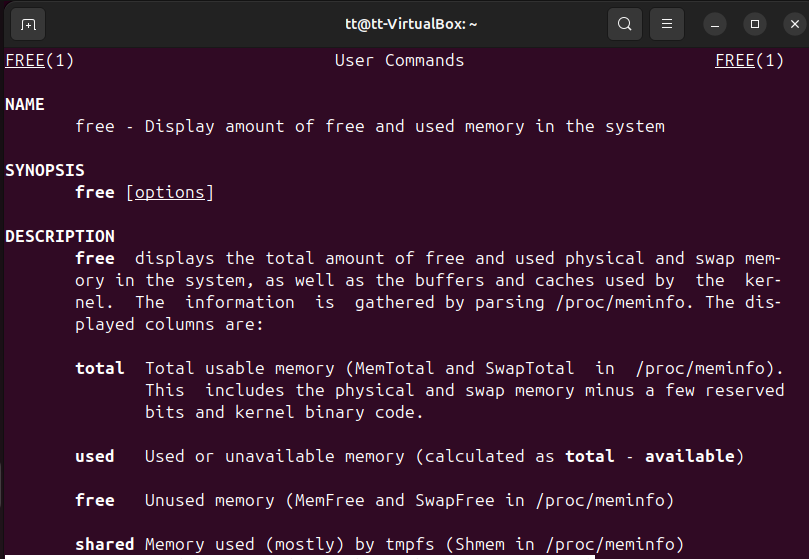 tt@tt-VirtualBox: ~
FREE(1) User Commands FREE(1)
NAME
free - Display amount of free and used memory in the system
SYNOPSIS
free [options]
DESCRIPTION
free displays the total amount of free and used physical and swap mem-
ory in the system, as well as the buffers and caches used by the ker-
nel. The information is gathered by parsing /proc/meminfo. The dis-
played columns are:
total Total usable memory (MemTotal and SwapTotal in /proc/meminfo).
This includes the physical and swap memory minus a few reserved
bits and kernel binary code.
used Used or unavailable memory (calculated as total - available)
free Unused memory (MemFree and SwapFree in /proc/meminfo)
shared Memory used (mostly) by tmpfs (Shmem in /proc/meminfo)